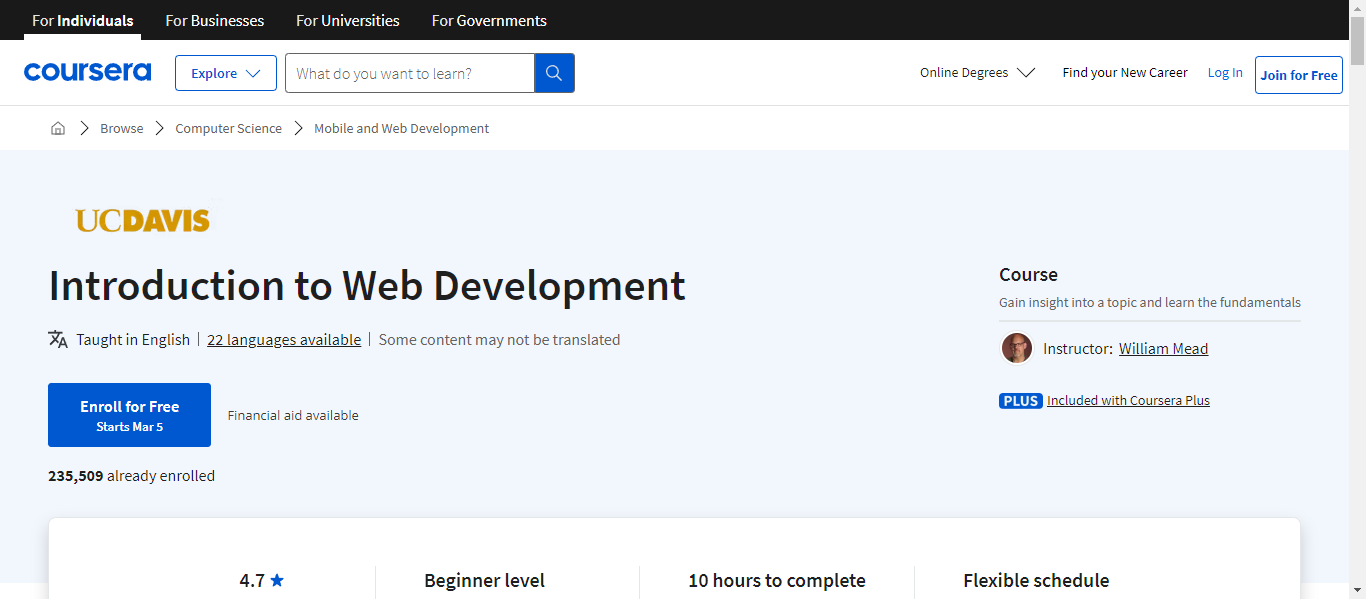 For Individuals For Businesses For Universities For Governments
coursera Explore What do you want to learn? Online Degrees Find your New Career Log In Join for Free
Browse Computer Science Mobile and Web Development
UCDAVIS
Introduction to Web Development
Taught in English | 22 languages available | Some content may not be translated
Enroll for Free
Starts Mar 5
Financial aid available
235,509 already enrolled
Course
Gain insight into a topic and learn the fundamentals
Instructor: William Mead
PLUS Included with Coursera Plus
4.7 Beginner level 10 hours to complete Flexible schedule